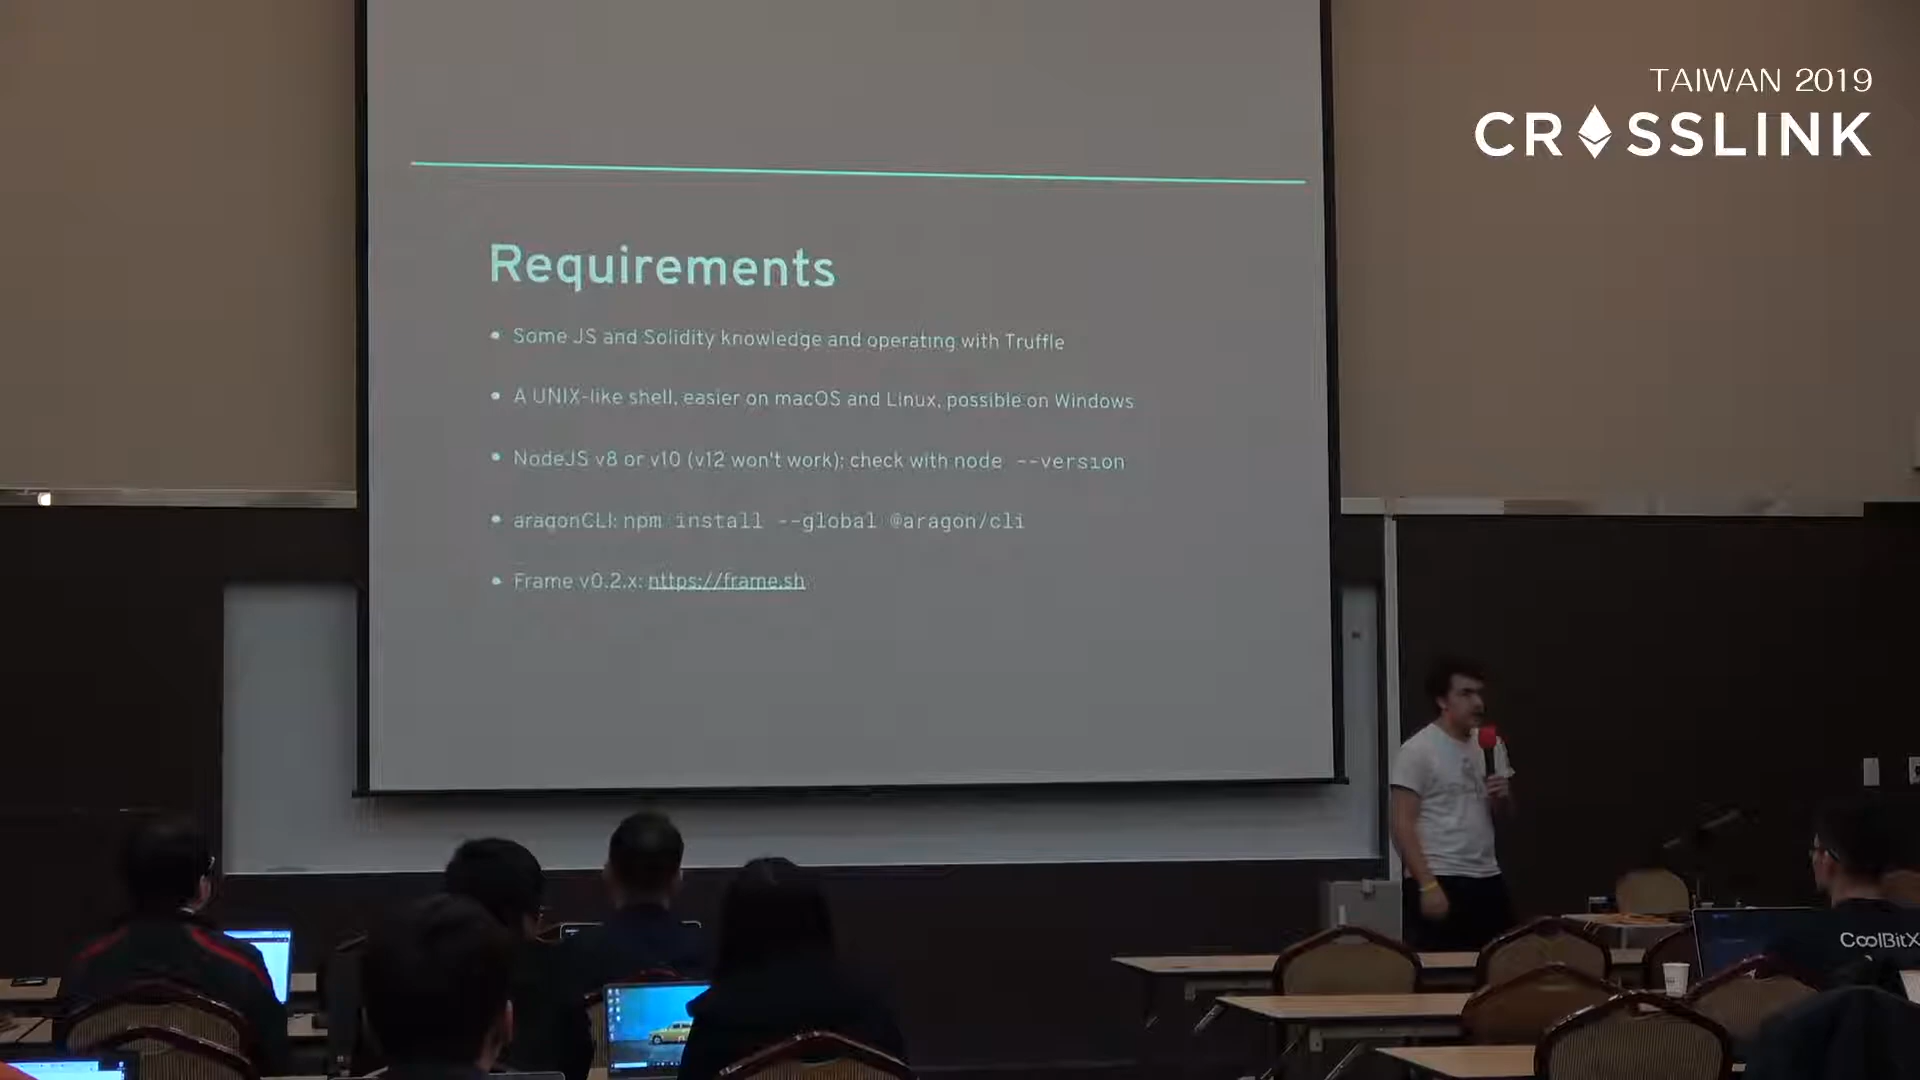 TAIWAN 2019
CROSSLINK
Requirements
• Some JS and Solidity knowledge and operating with Truffle
• A UNIX-like shell, easier on macOS and Linux, possible on Windows
• NodeJS v8 or v10 (v12 won't work); check with node --version
• aragonCLI: npm install --global @aragon/cli
• Frame v0.2.x: https://frame.sh
CoolBitX